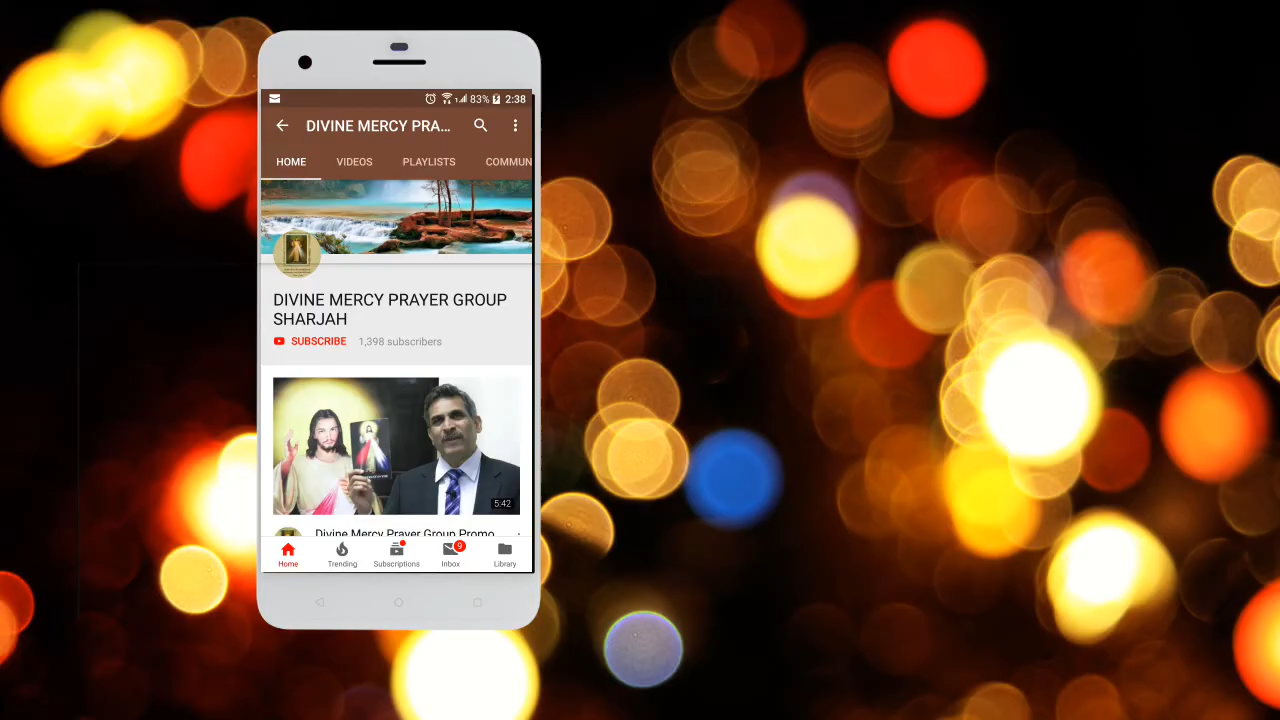 83% 2:38
DIVINE MERCY PRA...
HOME VIDEOS PLAYLISTS COMMUN
DIVINE MERCY PRAYER GROUP
SHARJAH
SUBSCRIBE 1,398 subscribers
5:42
Divine Mercy Prayer Group Promo
9
Home Trending Subscriptions Inbox Library